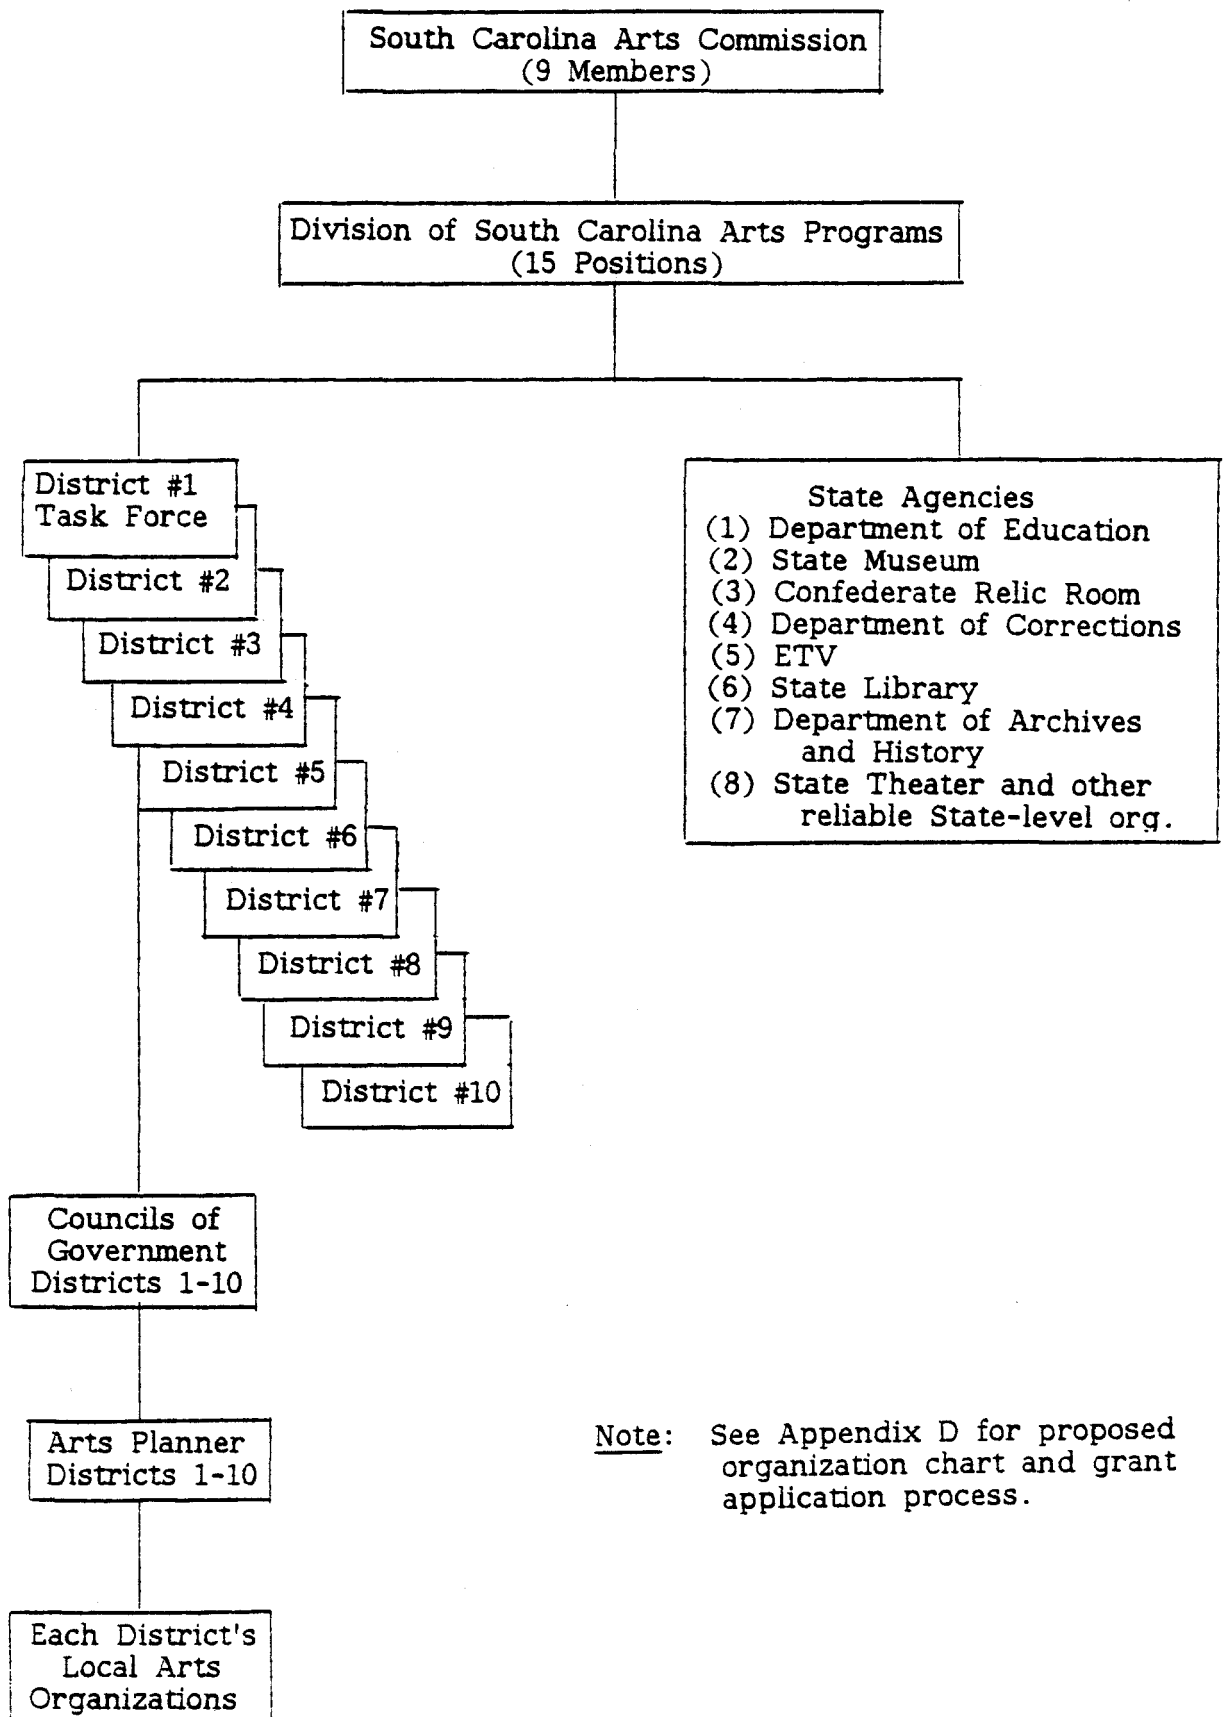 South Carolina Arts Commission
(9 Members)
Division of South Carolina Arts Programs
(15 Positions)
District #1
Task Force
District #2
District #3
District #4
District #5
District #6
District #7
District #8
District #9
District #10
State Agencies
(1) Department of Education
(2) State Museum
(3) Confederate Relic Room
(4) Department of Corrections
(5) ETV
(6) State Library
(7) Department of Archives
and History
(8) State Theater and other
reliable State-level org.
Councils of
Government
Districts 1-10
Arts Planner
Districts 1-10
Each District's
Local Arts
Organizations
Note: See Appendix D for proposed
organization chart and grant
application process.